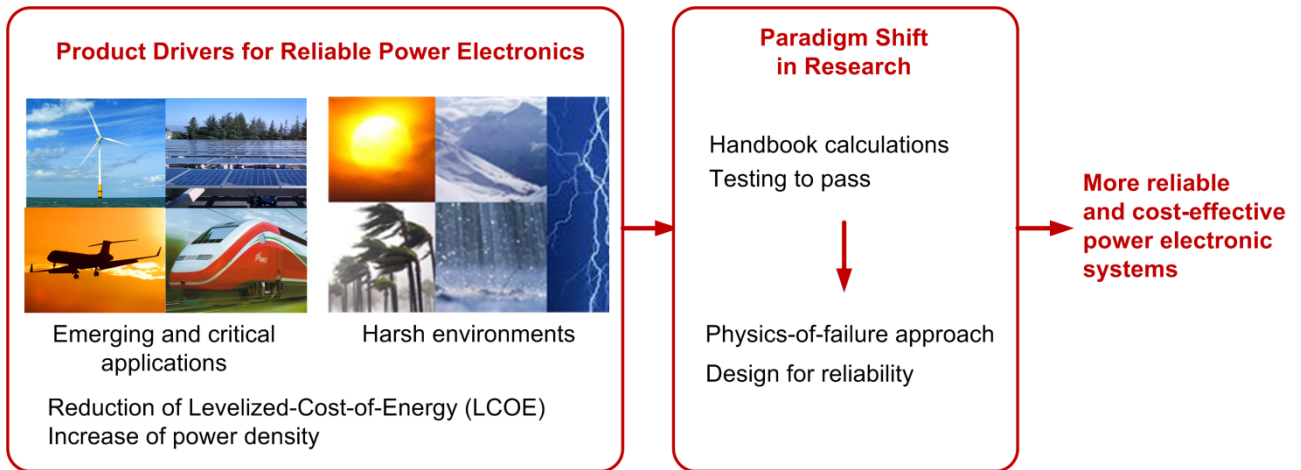 Product Drivers for Reliable Power Electronics
Emerging and critical
applications
Harsh environments
Reduction of Levelized-Cost-of-Energy (LCOE)
Increase of power density
Paradigm Shift
in Research
Handbook calculations
Testing to pass
Physics-of-failure approach
Design for reliability
More reliable
and cost-effective
power electronic
systems